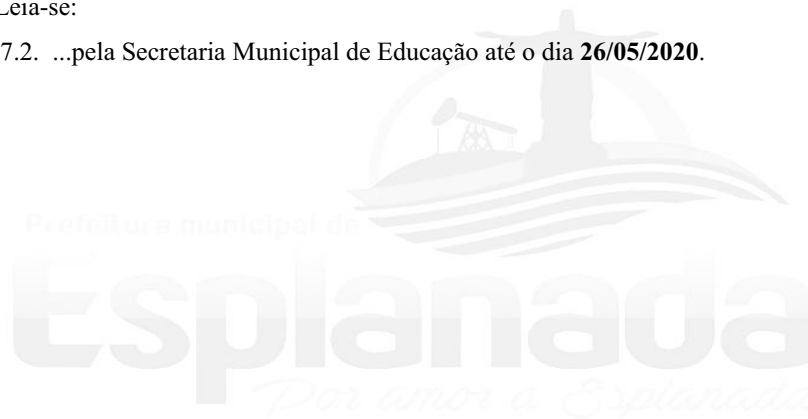 Leia-se:
7.2. ...pela Secretaria Municipal de Educação até o dia 26/05/2020.
Prefeitura municipal de
Esplanada
Por amor a Esplanada